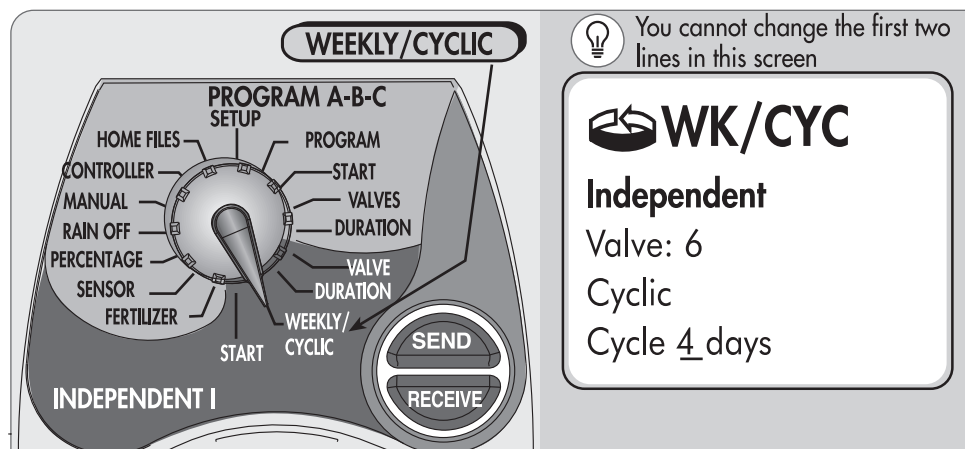 WEEKLY/CYCLIC
PROGRAM A-B-C
SETUP
HOME FILES
PROGRAM
CONTROLLER
START
MANUAL
VALVES
RAIN OFF
DURATION
PERCENTAGE
VALVE
DURATION
SENSOR
FERTILIZER
WEEKLY/
CYCLIC
START
SEND
RECEIVE
INDEPENDENT I
You cannot change the first two
lines in this screen
WK/CYC
Independent
Valve: 6
Cyclic
Cycle 4 days